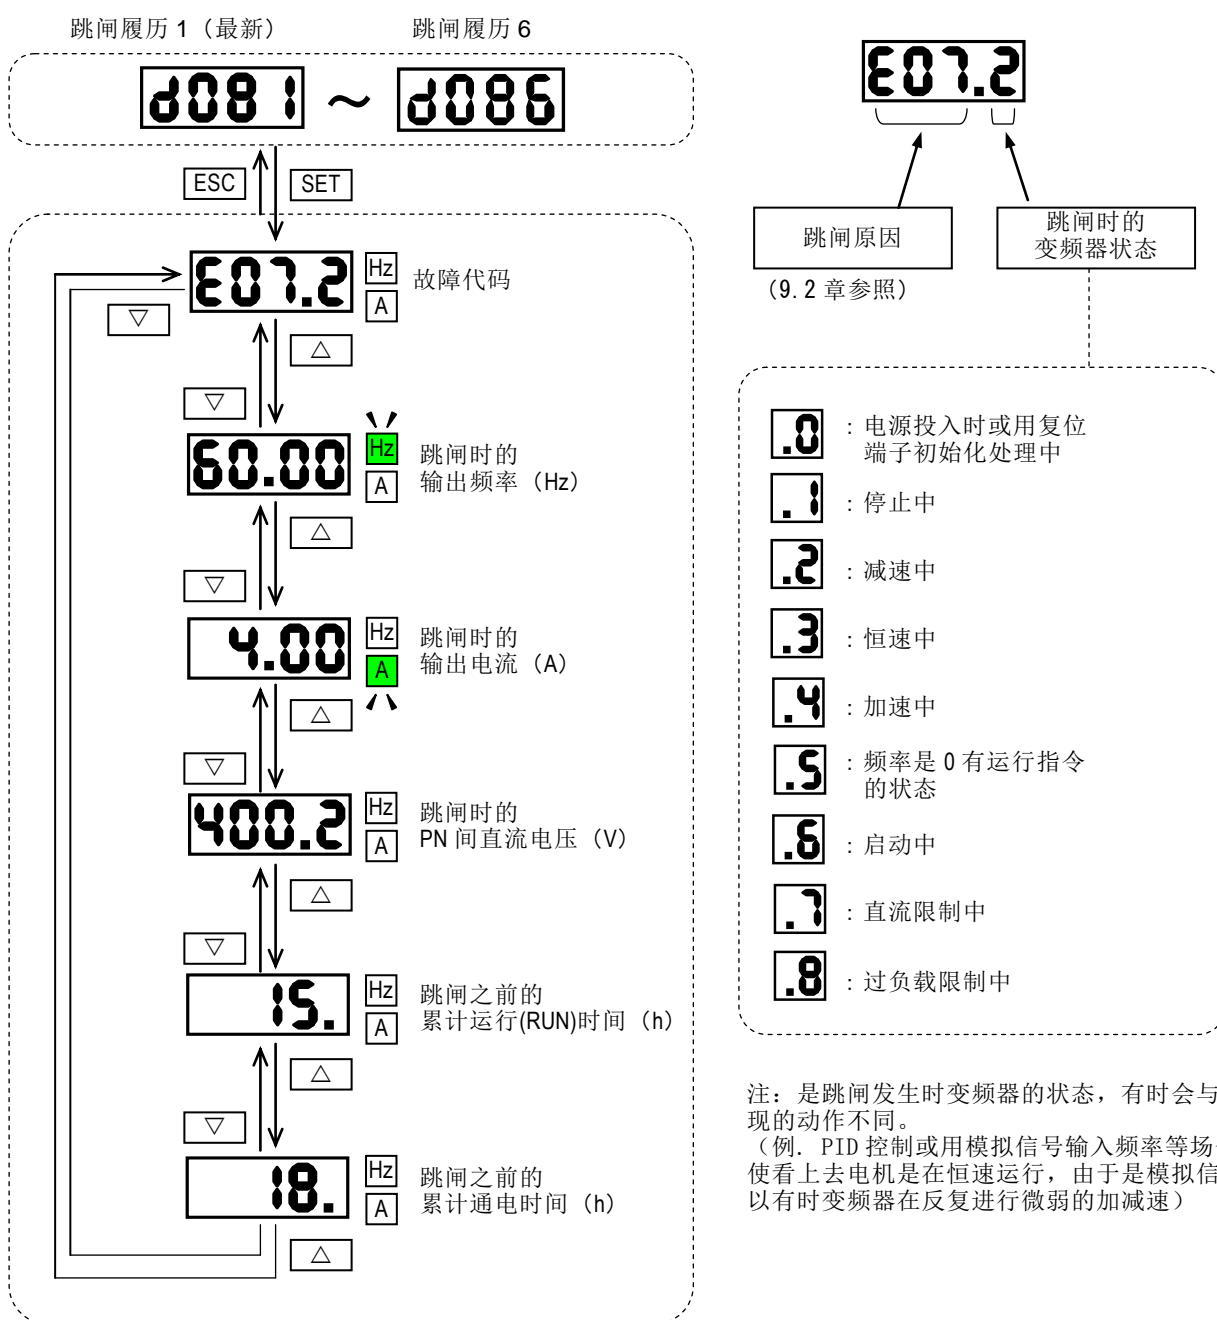 跳闸履历 1（最新）
跳闸履历 6
d081 ～ d086
ESC
SET
E07.2
Hz
A
故障代码
▽
△
▽
60.00
Hz
A
跳闸时的
输出频率（Hz）
△
▽
4.00
Hz
A
跳闸时的
输出电流（A）
△
▽
400.2
Hz
A
跳闸时的
PN 间直流电压（V）
△
▽
15.
Hz
A
跳闸之前的
累计运行(RUN)时间（h）
△
▽
18.
Hz
A
跳闸之前的
累计通电时间（h）
△
E07.2
跳闸原因
（9.2 章参照）
跳闸时的
变频器状态
.0：电源投入时或用复位
端子初始化处理中
.1：停止中
.2：减速中
.3：恒速中
.4：加速中
.5：频率是 0 有运行指令
的状态
.6：启动中
.7：直流限制中
.8：过负载限制中
注：是跳闸发生时变频器的状态，有时会与
现的动作不同。
（例. PID 控制或用模拟信号输入频率等场
使看上去电机是在恒速运行，由于是模拟信
以有时变频器在反复进行微弱的加减速）